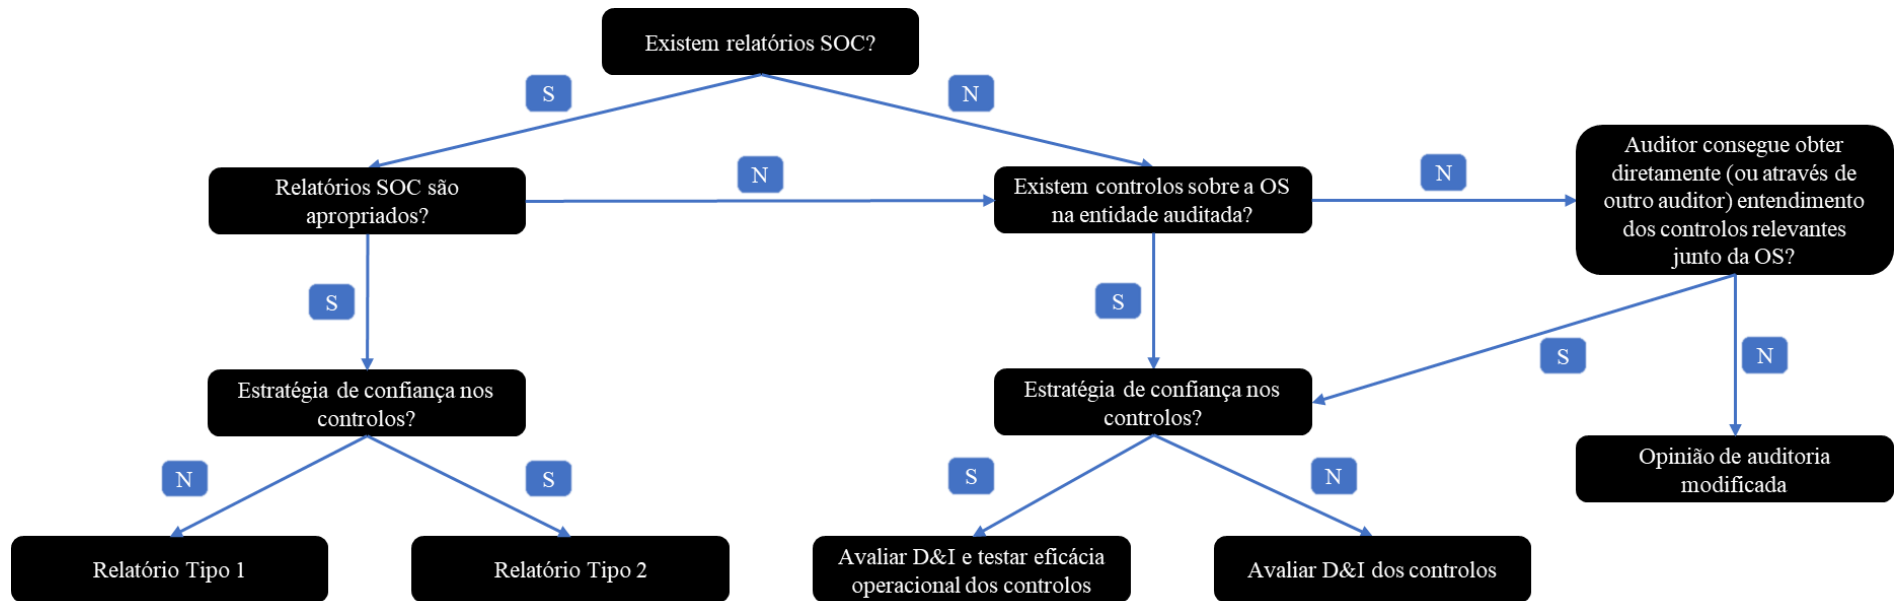 Existem relatórios SOC?
S
N
Relatórios SOC são
apropriados?
N
Existem controlos sobre a OS
na entidade auditada?
N
Auditor consegue obter
diretamente (ou através de
outro auditor) entendimento
dos controlos relevantes
junto da OS?
S
S
S
N
Estratégia de confiança nos
controlos?
Estratégia de confiança nos
controlos?
Opinião de auditoria
modificada
N
S
S
N
Relatório Tipo 1
Relatório Tipo 2
Avaliar D&I e testar eficácia
operacional dos controlos
Avaliar D&I dos controlos